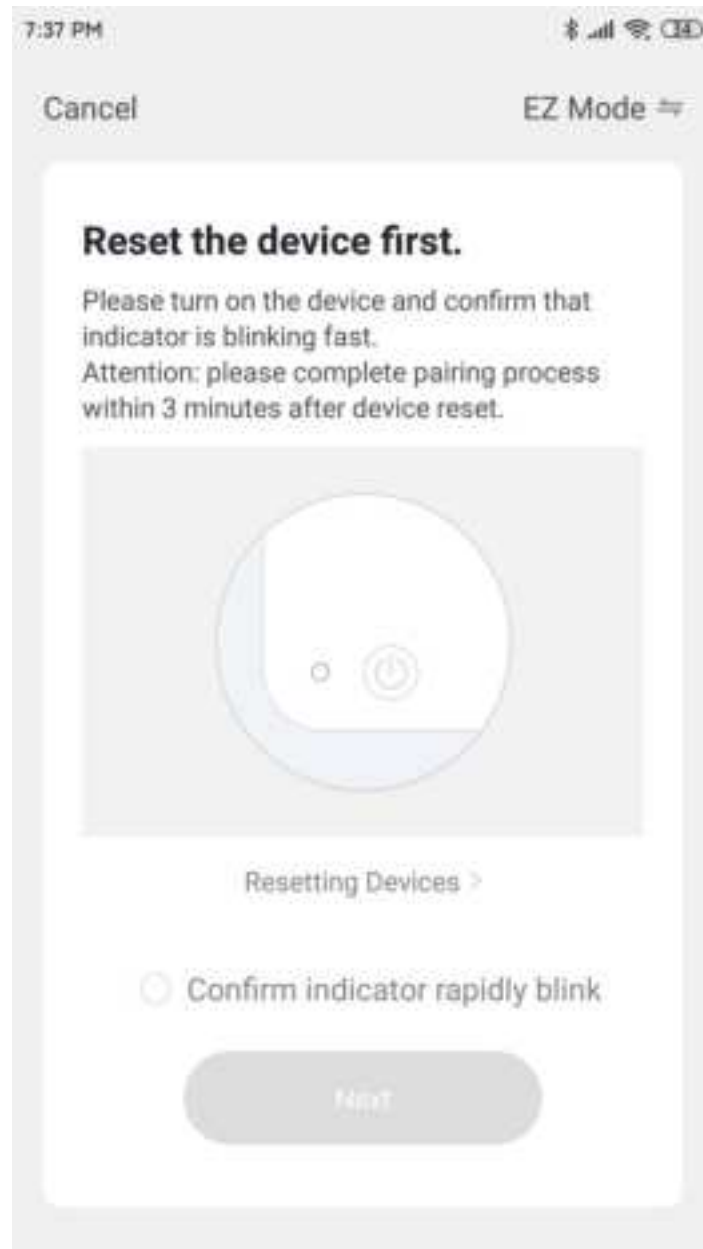 7:37 PM
34
Cancel
EZ Mode
Reset the device first.
Please turn on the device and confirm that
indicator is blinking fast.
Attention: please complete pairing process
within 3 minutes after device reset.
Resetting Devices >
Confirm indicator rapidly blink
Next